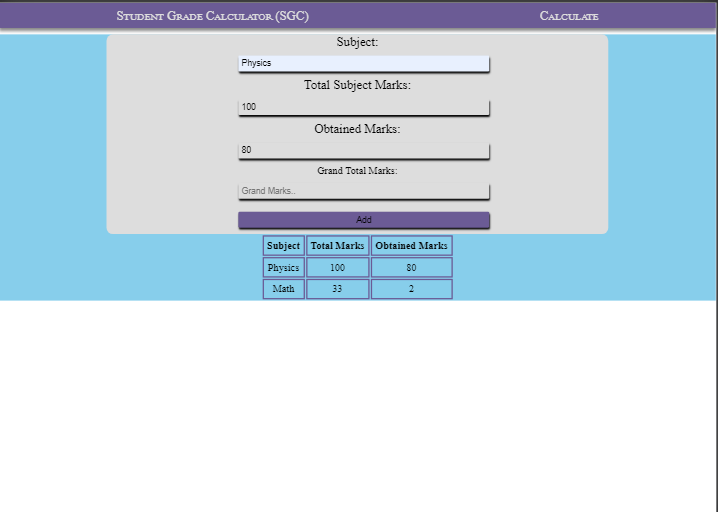 Student Grade Calculator (SGC) Calculate
Subject:
Physics
Total Subject Marks:
100
Obtained Marks:
80
Grand Total Marks:
Grand Marks..
Add
Subject Total Marks Obtained Marks
Physics 100 80
Math 33 2